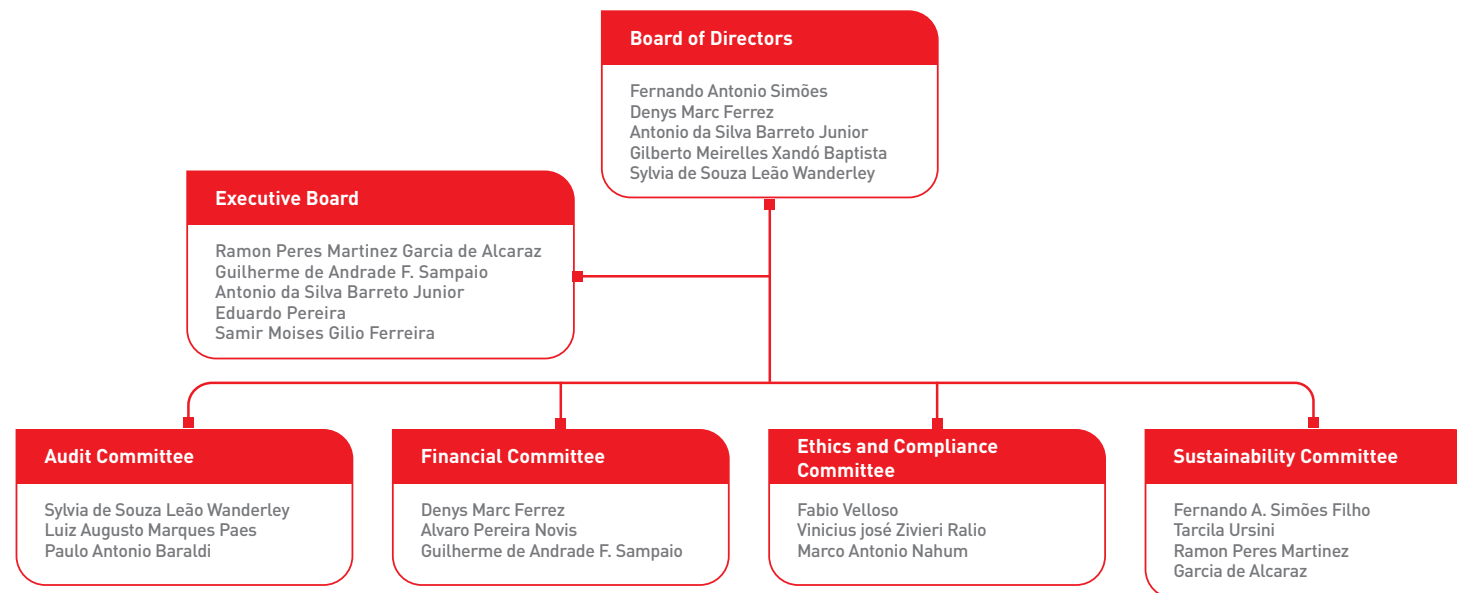 Board of Directors
Fernando Antonio Simões
Denys Marc Ferrez
Antonio da Silva Barreto Junior
Gilberto Meirelles Xandó Baptista
Sylvia de Souza Leão Wanderley
Executive Board
Ramon Peres Martinez Garcia de Alcaraz
Guilherme de Andrade F. Sampaio
Antonio da Silva Barreto Junior
Eduardo Pereira
Samir Moises Gilio Ferreira
Audit Committee
Sylvia de Souza Leão Wanderley
Luiz Augusto Marques Paes
Paulo Antonio Baraldi
Financial Committee
Denys Marc Ferrez
Alvaro Pereira Novis
Guilherme de Andrade F. Sampaio
Ethics and Compliance
Committee
Fabio Velloso
Vinicius josé Zivieri Ralio
Marco Antonio Nahum
Sustainability Committee
Fernando A. Simões Filho
Tarcila Ursini
Ramon Peres Martinez
Garcia de Alcaraz